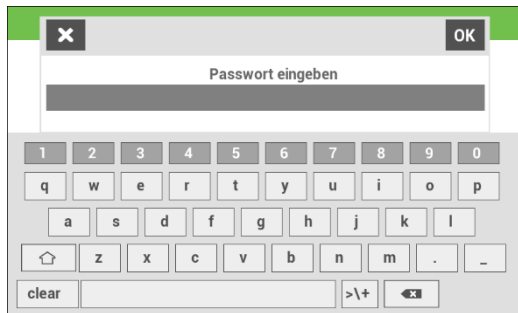 OK
Passwort eingeben
1 2 3 4 5 6 7 8 9 0
q w e r t y u i o p
a s d f g h j k l
z x c v b n m . _
clear >\+